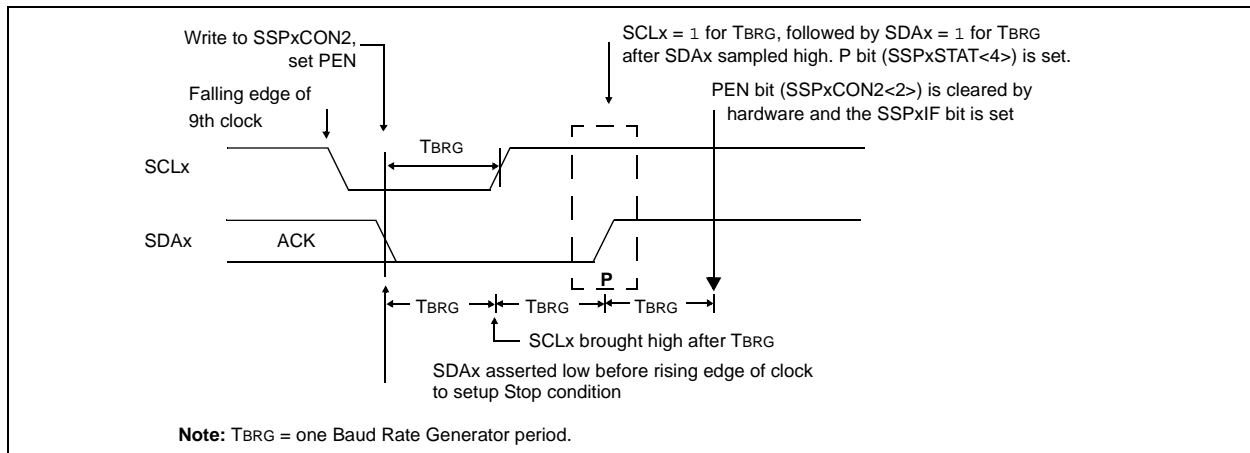 Write to SSPxCON2,
set PEN
SCLx = 1 for TBRG, followed by SDAx = 1 for TBRG
after SDAx sampled high. P bit (SSPxSTAT<4>) is set.
Falling edge of
9th clock
PEN bit (SSPxCON2<2>) is cleared by
hardware and the SSPxIF bit is set
TBRG
SCLx
SDAx
ACK
P
TBRG
TBRG
TBRG
SCLx brought high after TBRG
SDAx asserted low before rising edge of clock
to setup Stop condition
Note: TBRG = one Baud Rate Generator period.